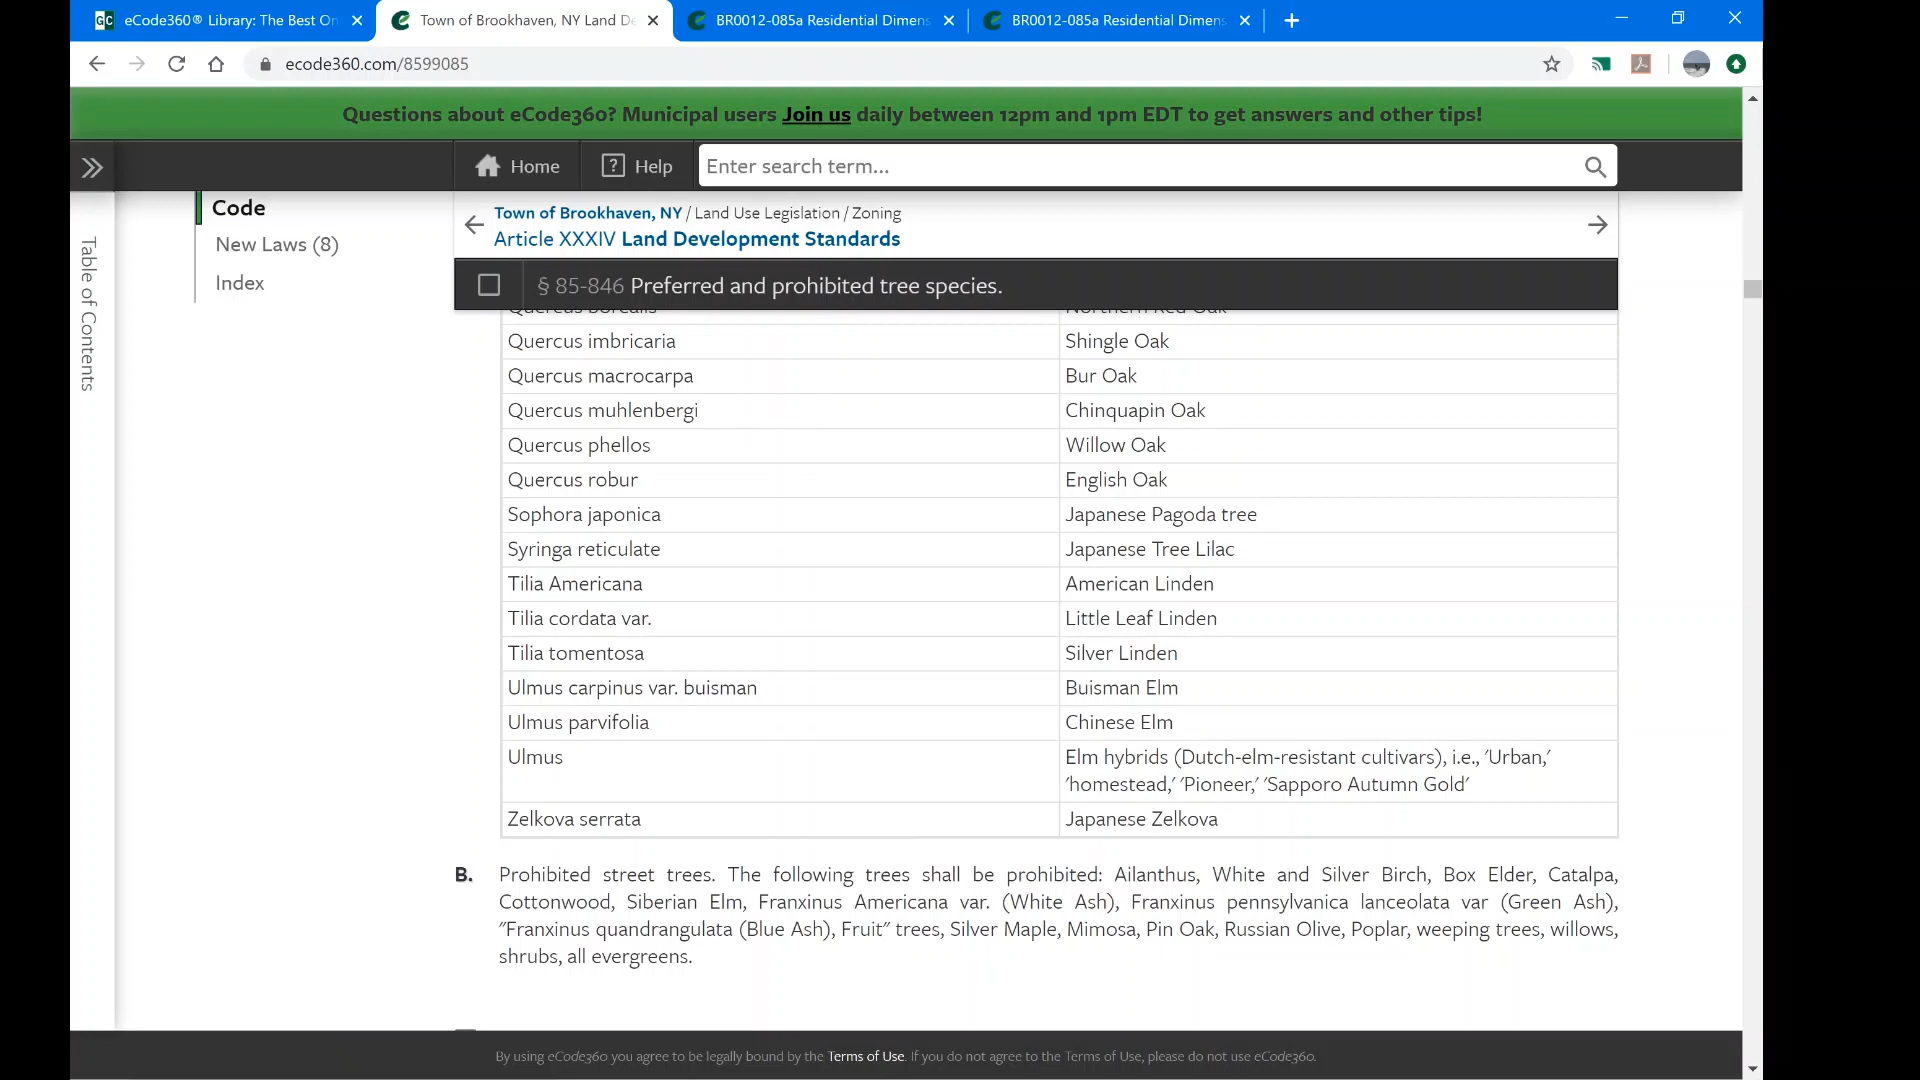 GC eCode360® Library: The Best On
Town of Brookhaven, NY Land De
BR0012-085a Residential Dimens
BR0012-085a Residential Dimens
ecode360.com/8599085
Questions about eCode360? Municipal users Join us daily between 12pm and 1pm EDT to get answers and other tips!
Home
? Help
Enter search term...
Table of Contents
Code
New Laws (8)
Index
Town of Brookhaven, NY / Land Use Legislation / Zoning
Article XXXIV Land Development Standards
§ 85-846 Preferred and prohibited tree species.
Quercus borealis Northern Red Oak
Quercus imbricaria Shingle Oak
Quercus macrocarpa Bur Oak
Quercus muhlenbergi Chinquapin Oak
Quercus phellos Willow Oak
Quercus robur English Oak
Sophora japonica Japanese Pagoda tree
Syringa reticulate Japanese Tree Lilac
Tilia Americana American Linden
Tilia cordata var. Little Leaf Linden
Tilia tomentosa Silver Linden
Ulmus carpinus var. buisman Buisman Elm
Ulmus parvifolia Chinese Elm
Ulmus Elm hybrids (Dutch-elm-resistant cultivars), i.e., 'Urban,'
'homestead,' 'Pioneer,' 'Sapporo Autumn Gold'
Zelkova serrata Japanese Zelkova
B. Prohibited street trees. The following trees shall be prohibited: Ailanthus, White and Silver Birch, Box Elder, Catalpa,
Cottonwood, Siberian Elm, Franxinus Americana var. (White Ash), Franxinus pennsylvanica lanceolata var (Green Ash),
"Franxinus quandrangulata (Blue Ash), Fruit" trees, Silver Maple, Mimosa, Pin Oak, Russian Olive, Poplar, weeping trees, willows,
shrubs, all evergreens.
By using eCode360 you agree to be legally bound by the Terms of Use. If you do not agree to the Terms of Use, please do not use eCode360.